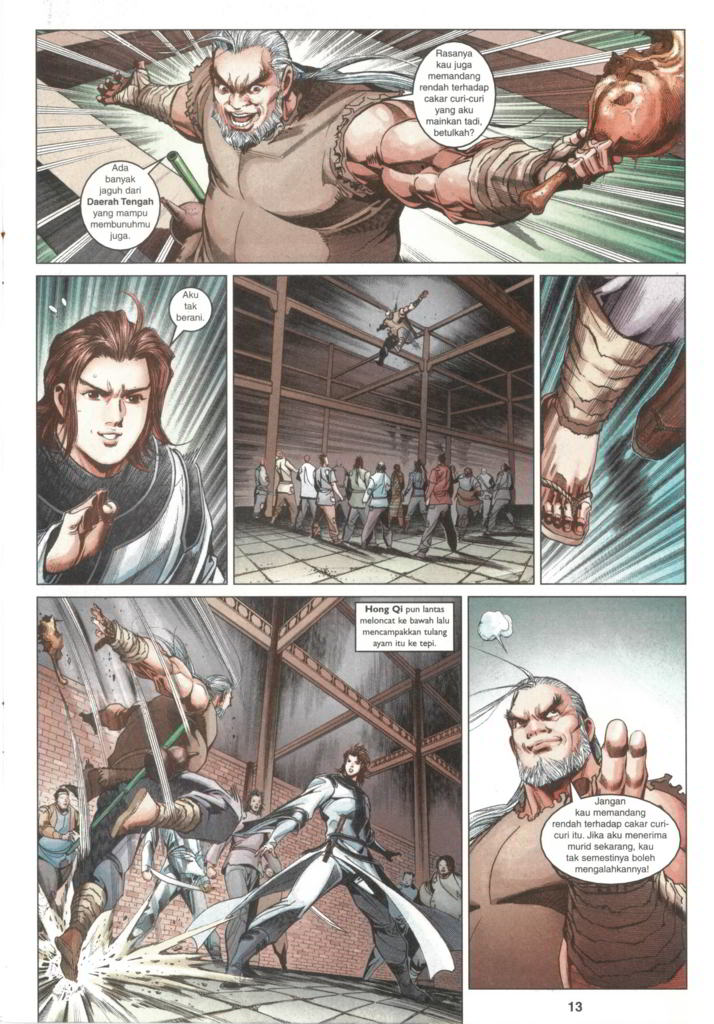 Rasanya
kau juga
memandang
rendah terhadap
cakar curi-curi
yang aku
mainkan tadi,
betulkah?
Ada
banyak
jaguh dari
Daerah Tengah
yang mampu
membunuhmu
juga.
Aku
tak
berani.
Hong Qi pun lantas
meloncat ke bawah lalu
mencampakkan tulang
ayam itu ke tepi.
Jangan
kau memandang
rendah terhadap cakar curi-
curi itu. Jika aku menerima
murid sekarang, kau
tak semestinya boleh
mengalahkannya!
13